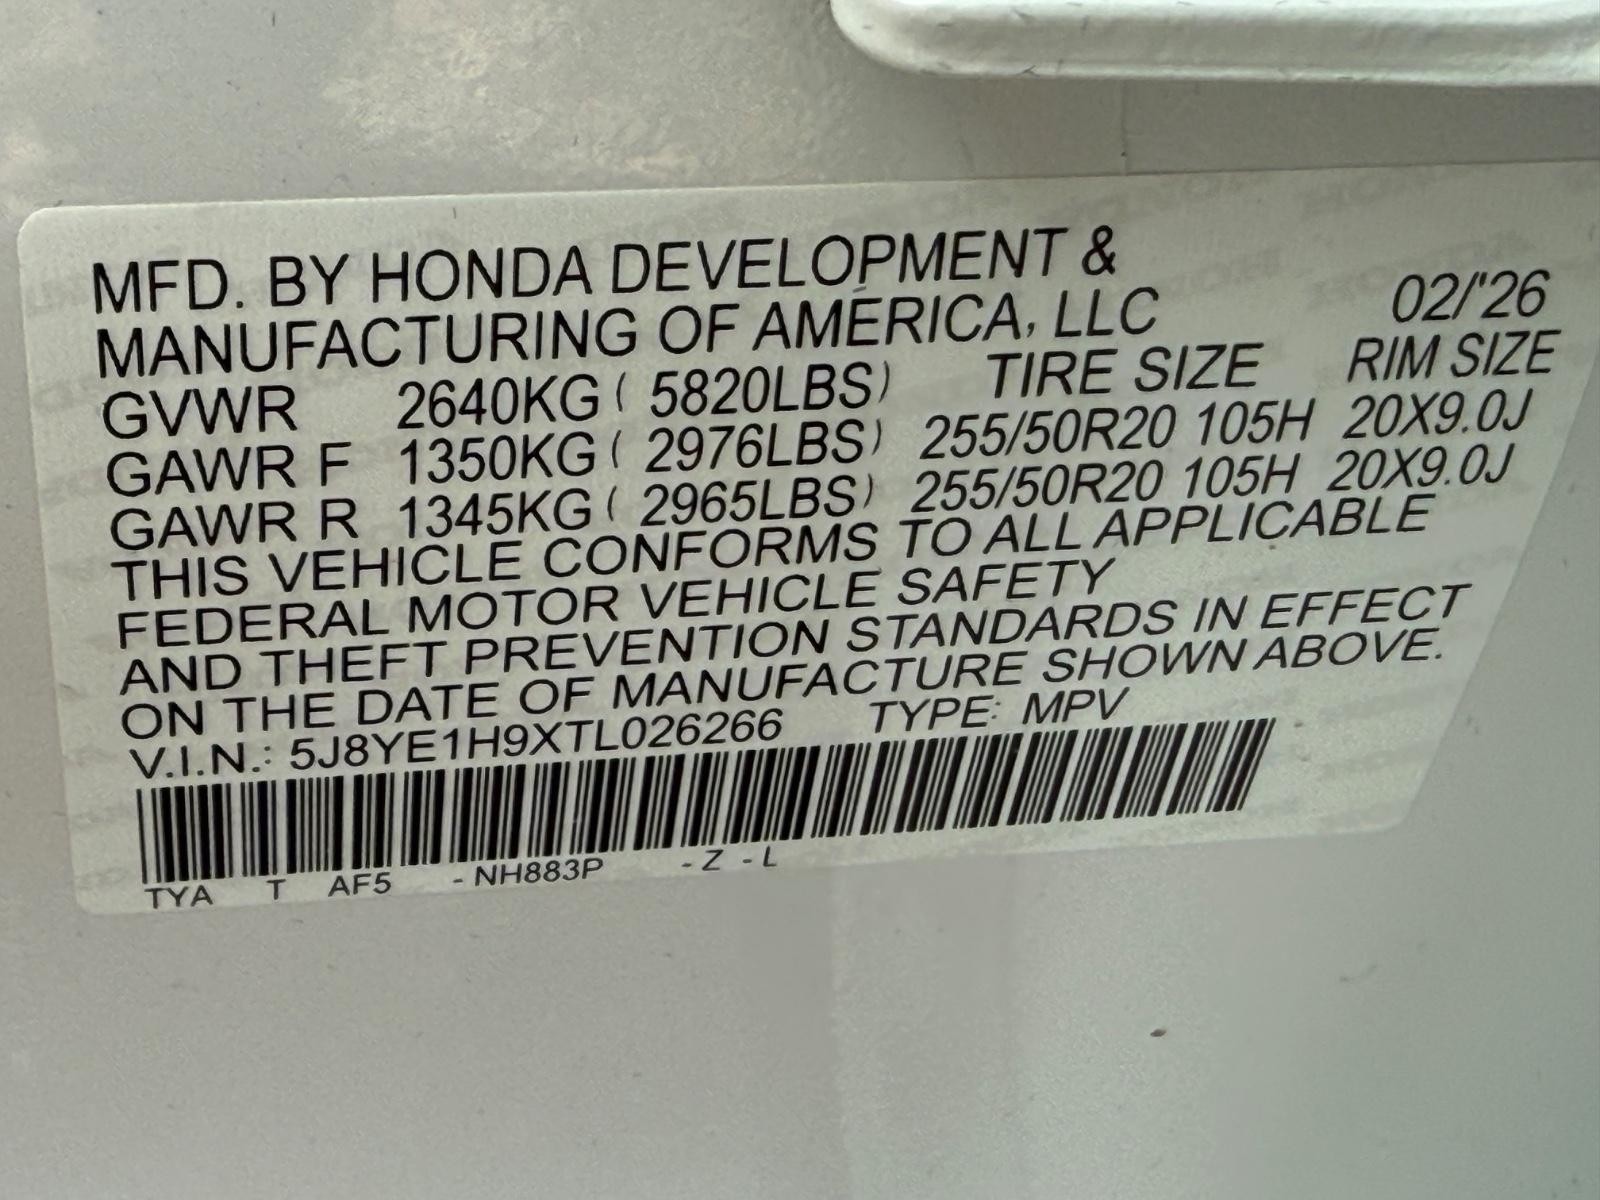 MFD. BY HONDA DEVELOPMENT &
MANUFACTURING OF AMERICA, LLC 02/'26
GVWR 2640KG ( 5820LBS) TIRE SIZE RIM SIZE
GAWR F 1350KG ( 2976LBS) 255/50R20 105H 20X9.0J
GAWR R 1345KG ( 2965LBS) 255/50R20 105H 20X9.0J
THIS VEHICLE CONFORMS TO ALL APPLICABLE
FEDERAL MOTOR VEHICLE SAFETY
AND THEFT PREVENTION STANDARDS IN EFFECT
ON THE DATE OF MANUFACTURE SHOWN ABOVE.
V.I.N.: 5J8YE1H9XTL026266 TYPE: MPV
TYA T AF5 - NH883P - Z - L